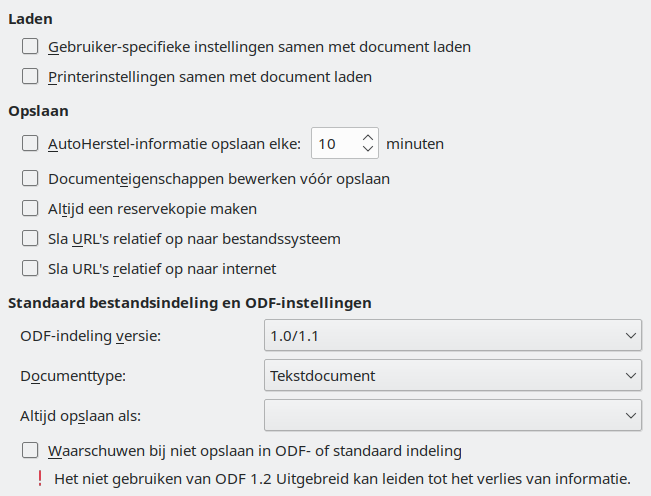 Laden
Gebruiker-specifieke instellingen samen met document laden
Printerinstellingen samen met document laden
Opslaan
AutoHerstel-informatie opslaan elke: 10 minuten
Documenteigenschappen bewerken vóór opslaan
Altijd een reservekopie maken
Sla URL's relatief op naar bestandssysteem
Sla URL's relatief op naar internet
Standaard bestandsindeling en ODF-instellingen
ODF-indeling versie: 1.0/1.1
Documenttype: Tekstdocument
Altijd opslaan als:
Waarschuwen bij niet opslaan in ODF- of standaard indeling
! Het niet gebruiken van ODF 1.2 Uitgebreid kan leiden tot het verlies van informatie.